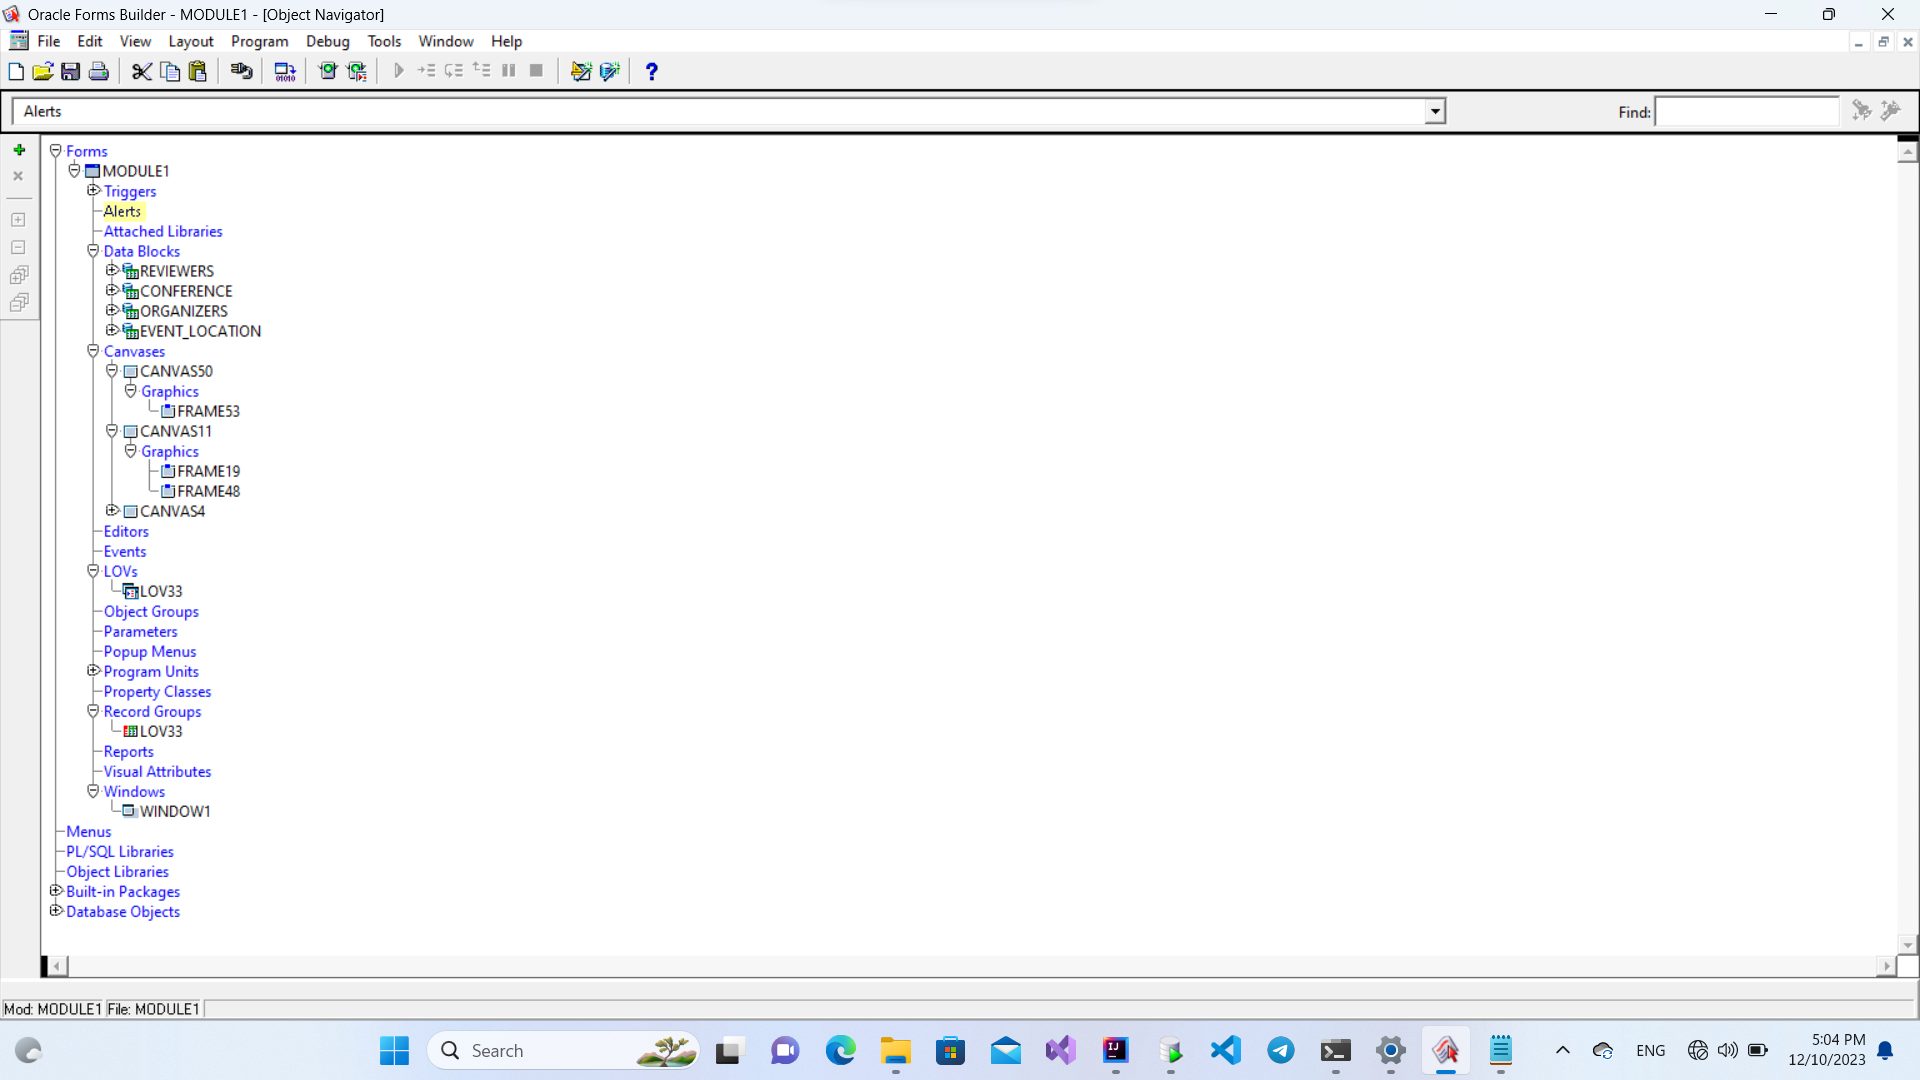 Oracle Forms Builder - MODULE1 - [Object Navigator]
File Edit View Layout Program Debug Tools Window Help
Alerts
Find:
Forms
MODULE1
Triggers
Alerts
Attached Libraries
Data Blocks
REVIEWERS
CONFERENCE
ORGANIZERS
EVENT_LOCATION
Canvases
CANVAS50
Graphics
FRAME53
CANVAS11
Graphics
FRAME19
FRAME48
CANVAS4
Editors
Events
LOVs
LOV33
Object Groups
Parameters
Popup Menus
Program Units
Property Classes
Record Groups
LOV33
Reports
Visual Attributes
Windows
WINDOW1
Menus
PL/SQL Libraries
Object Libraries
Built-in Packages
Database Objects
Mod: MODULE1 File: MODULE1
Search
ENG
5:04 PM
12/10/2023